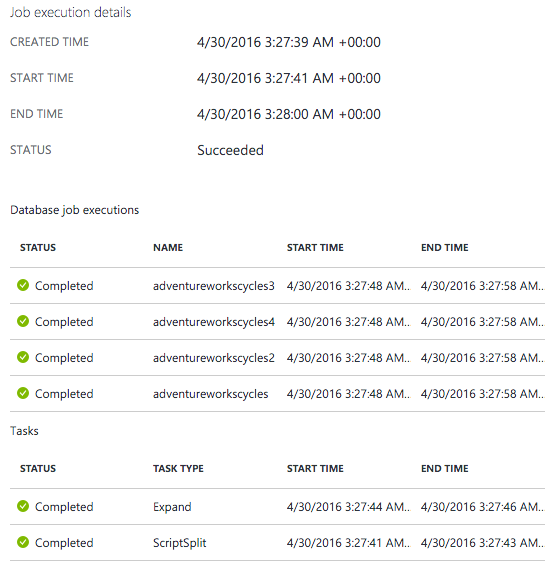 Job execution details
CREATED TIME 4/30/2016 3:27:39 AM +00:00
START TIME 4/30/2016 3:27:41 AM +00:00
END TIME 4/30/2016 3:28:00 AM +00:00
STATUS Succeeded
Database job executions
STATUS NAME START TIME END TIME
Completed adventureworkscycles3 4/30/2016 3:27:48 AM.. 4/30/2016 3:27:58 AM..
Completed adventureworkscycles4 4/30/2016 3:27:48 AM.. 4/30/2016 3:27:58 AM..
Completed adventureworkscycles2 4/30/2016 3:27:48 AM.. 4/30/2016 3:27:58 AM..
Completed adventureworkscycles 4/30/2016 3:27:48 AM.. 4/30/2016 3:27:58 AM..
Tasks
STATUS TASK TYPE START TIME END TIME
Completed Expand 4/30/2016 3:27:44 AM.. 4/30/2016 3:27:46 AM..
Completed ScriptSplit 4/30/2016 3:27:41 AM.. 4/30/2016 3:27:43 AM..